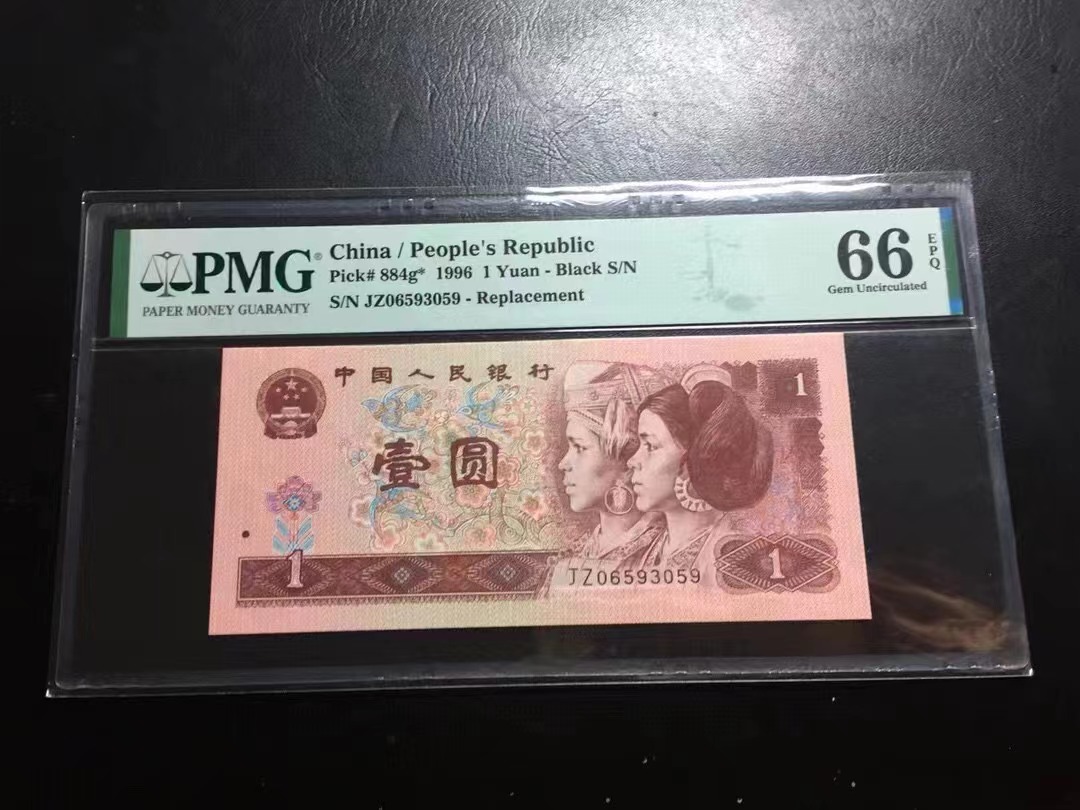 PMG®
PAPER MONEY GUARANTY
China / People's Republic
Pick# 884g* 1996 1 Yuan - Black S/N
S/N JZ06593059 - Replacement
66 EPQ
Gem Uncirculated
中国人民银行
壹圆
1
1
JZ06593059
1